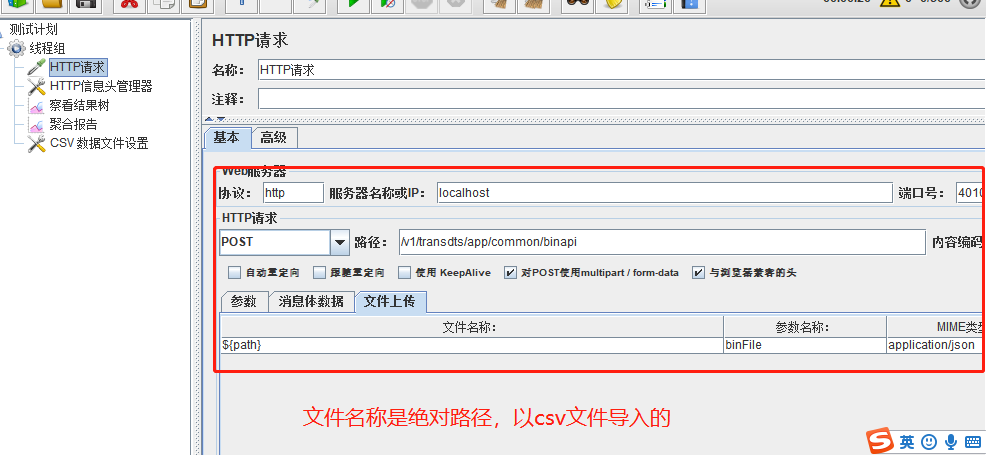 测试计划
线程组
HTTP请求
HTTP信息头管理器
察看结果树
聚合报告
CSV 数据文件设置
HTTP请求
名称： HTTP请求
注释：
基本 高级
Web服务器
协议： http 服务器名称或IP： localhost 端口号： 4010
HTTP请求
POST 路径： /v1/transdts/app/common/binapi 内容编码
自动重定向 跟随重定向 使用 KeepAlive 对POST使用multipart / form-data 与浏览器兼容的头
参数 消息体数据 文件上传
文件名称： 参数名称： MIME类型
${path} binFile application/json
文件名称是绝对路径，以csv文件导入的
英